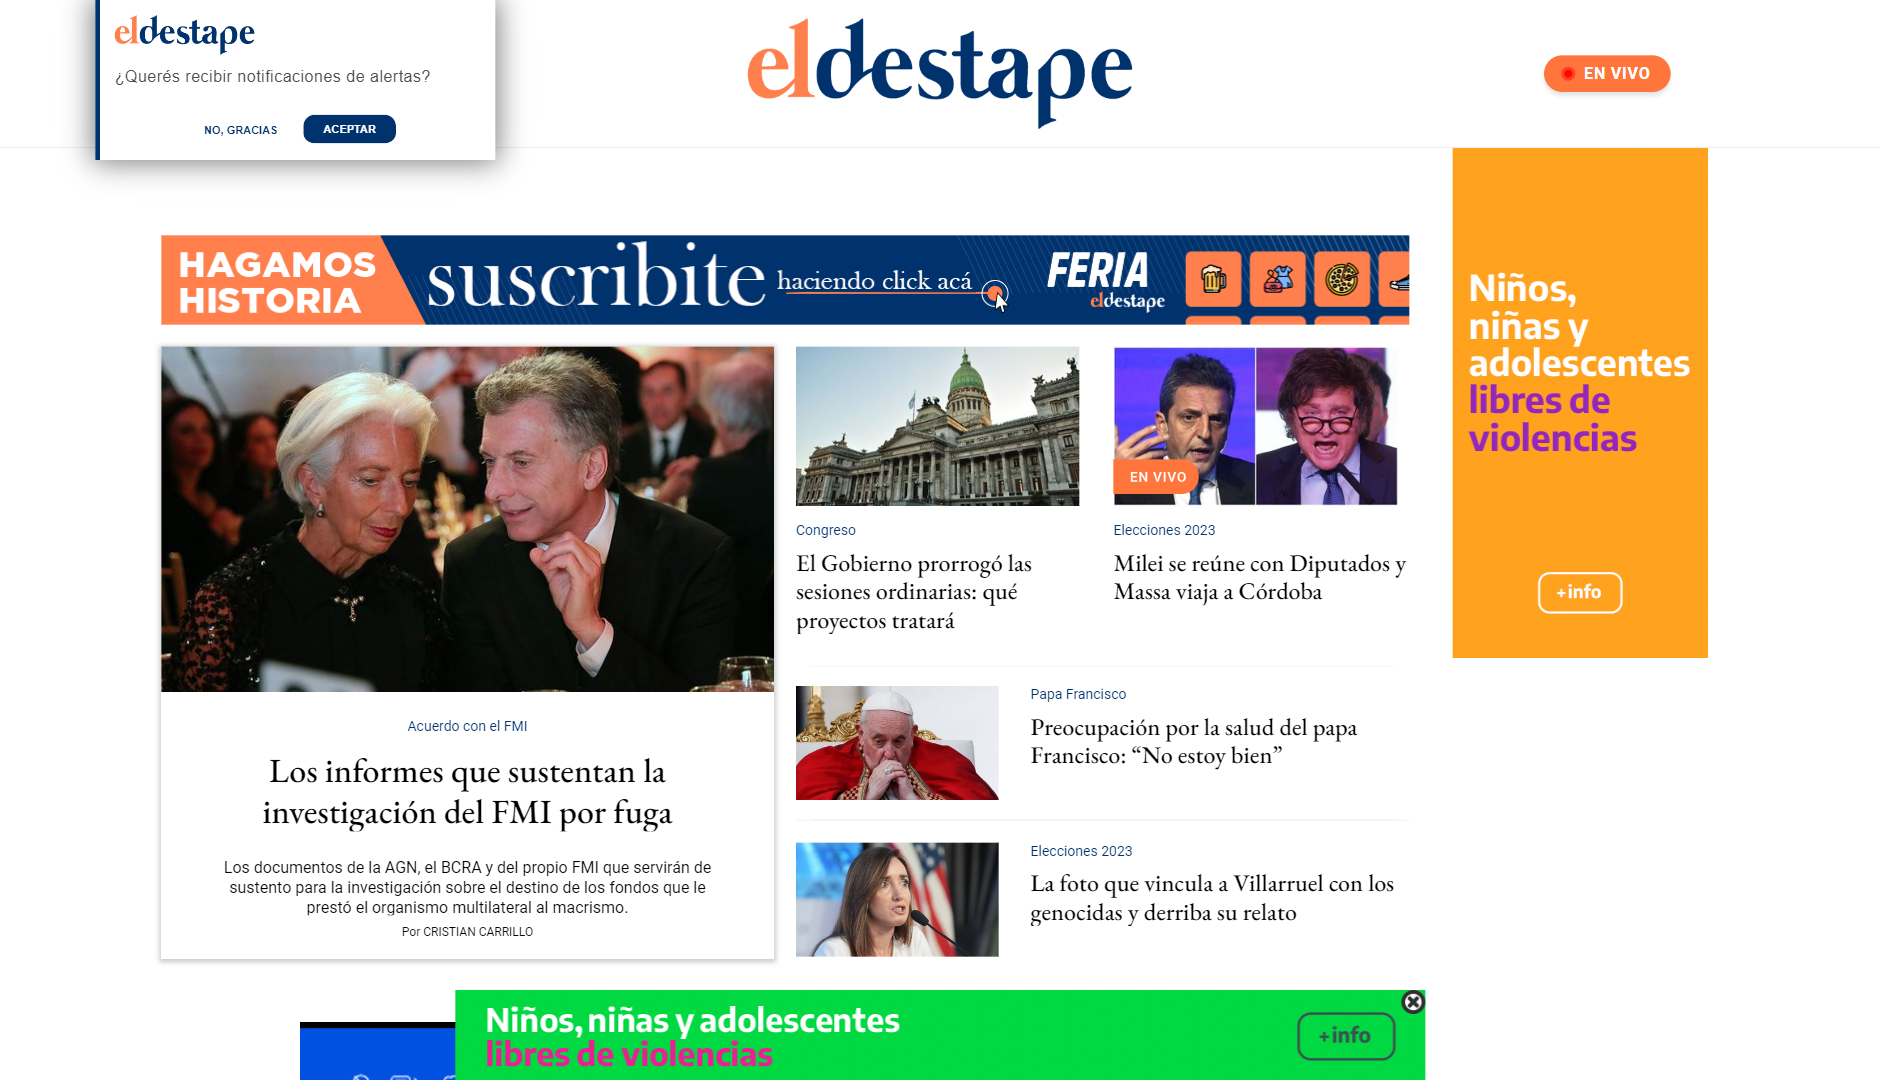 eldestape
¿Querés recibir notificaciones de alertas?
NO, GRACIAS
ACEPTAR
eldestape
EN VIVO
HAGAMOS
HISTORIA
suscribite
haciendo click acá
FERIA
eldestape
Niños,
niñas y
adolescentes
libres de
violencias
+info
Acuerdo con el FMI
Los informes que sustentan la
investigación del FMI por fuga
Los documentos de la AGN, el BCRA y del propio FMI que servirán de
sustento para la investigación sobre el destino de los fondos que le
prestó el organismo multilateral al macrismo.
Por CRISTIAN CARRILLO
Congreso
El Gobierno prorrogó las
sesiones ordinarias: qué
proyectos tratará
EN VIVO
Elecciones 2023
Milei se reúne con Diputados y
Massa viaja a Córdoba
Papa Francisco
Preocupación por la salud del papa
Francisco: “No estoy bien”
Elecciones 2023
La foto que vincula a Villarruel con los
genocidas y derriba su relato
Niños, niñas y adolescentes
libres de violencias
+info